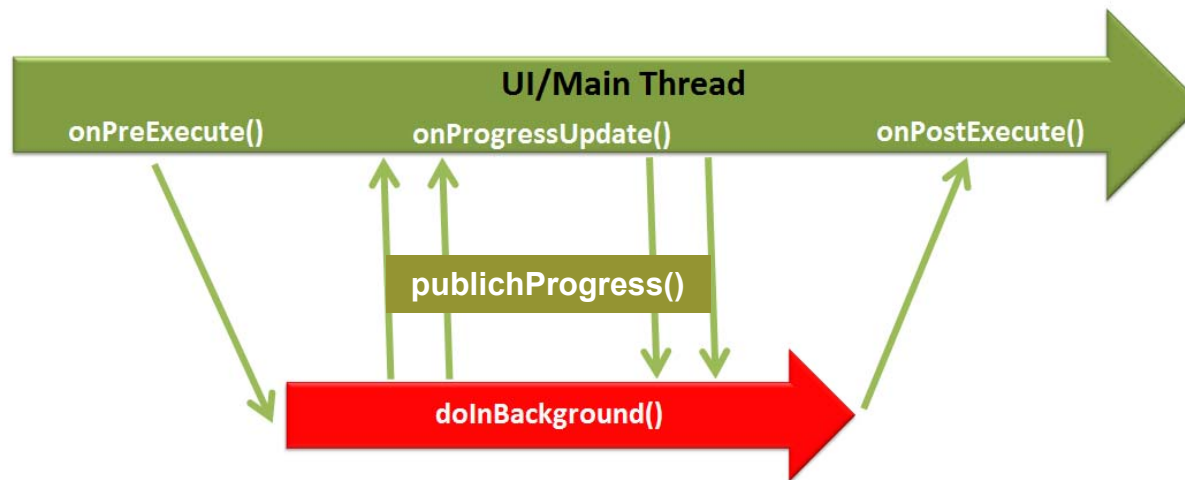 UI/Main Thread
onPreExecute() onProgressUpdate() onPostExecute()
publichProgress()
doInBackground()